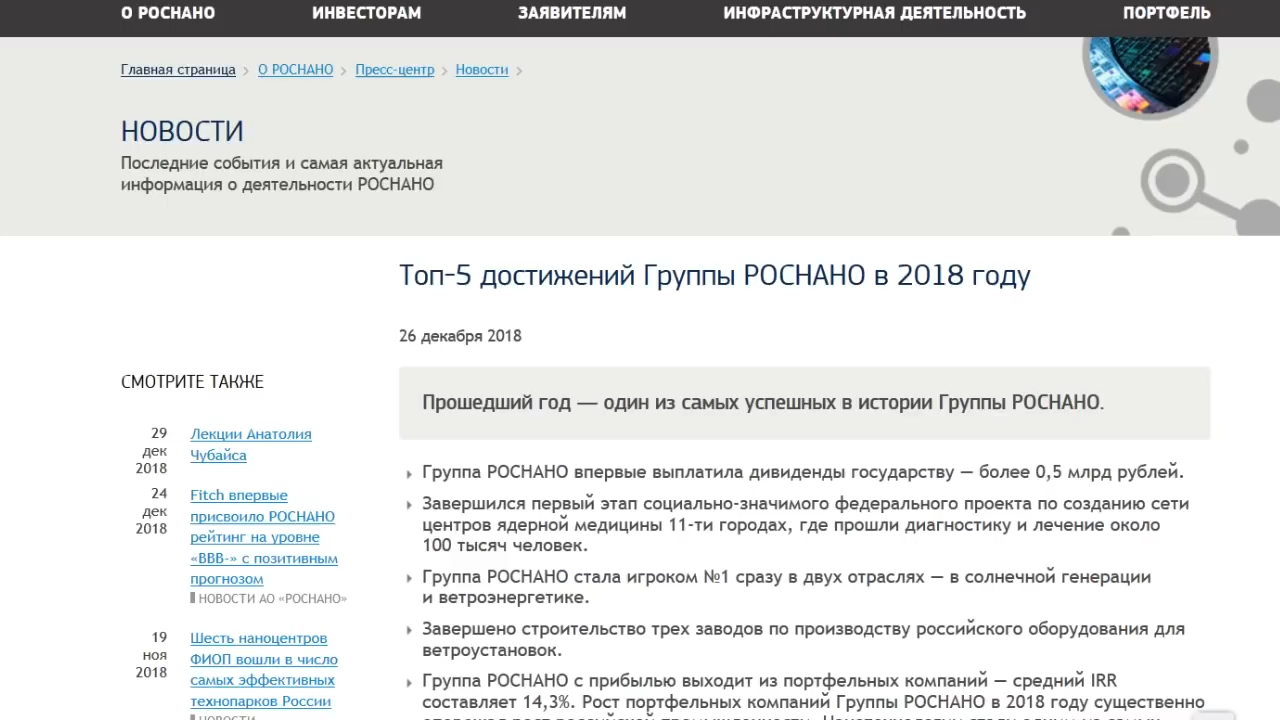 О РОСНАНО ИНВЕСТОРАМ ЗАЯВИТЕЛЯМ ИНФРАСТРУКТУРНАЯ ДЕЯТЕЛЬНОСТЬ ПОРТФЕЛЬ
Главная страница О РОСНАНО Пресс-центр Новости
НОВОСТИ
Последние события и самая актуальная
информация о деятельности РОСНАНО
Топ-5 достижений Группы РОСНАНО в 2018 году
26 декабря 2018
Прошедший год — один из самых успешных в истории Группы РОСНАНО.
Группа РОСНАНО впервые выплатила дивиденды государству — более 0,5 млрд рублей.
Завершился первый этап социально-значимого федерального проекта по созданию сети
центров ядерной медицины 11-ти городах, где прошли диагностику и лечение около
100 тысяч человек.
Группа РОСНАНО стала игроком №1 сразу в двух отраслях — в солнечной генерации
и ветроэнергетике.
Завершено строительство трех заводов по производству российского оборудования для
ветроустановок.
Группа РОСНАНО с прибылью выходит из портфельных компаний — средний IRR
составляет 14,3%. Рост портфельных компаний Группы РОСНАНО в 2018 году существенно
СМОТРИТЕ ТАКЖЕ
29
дек
2018
Лекции Анатолия
Чубайса
24
дек
2018
Fitch впервые
присвоило РОСНАНО
рейтинг на уровне
«BBB-» с позитивным
прогнозом
НОВОСТИ АО «РОСНАНО»
19
ноя
2018
Шесть наноцентров
ФИОП вошли в число
самых эффективных
технопарков России
НОВОСТИ